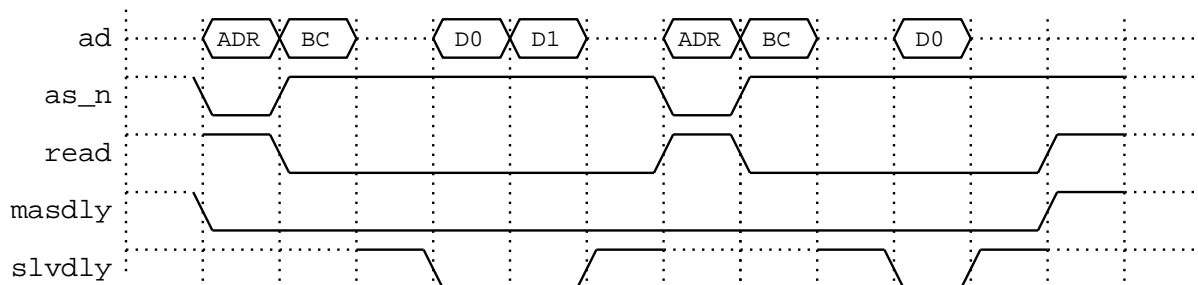 ad ADR BC D0 D1 ADR BC D0
as_n
read
masdly
slvdly